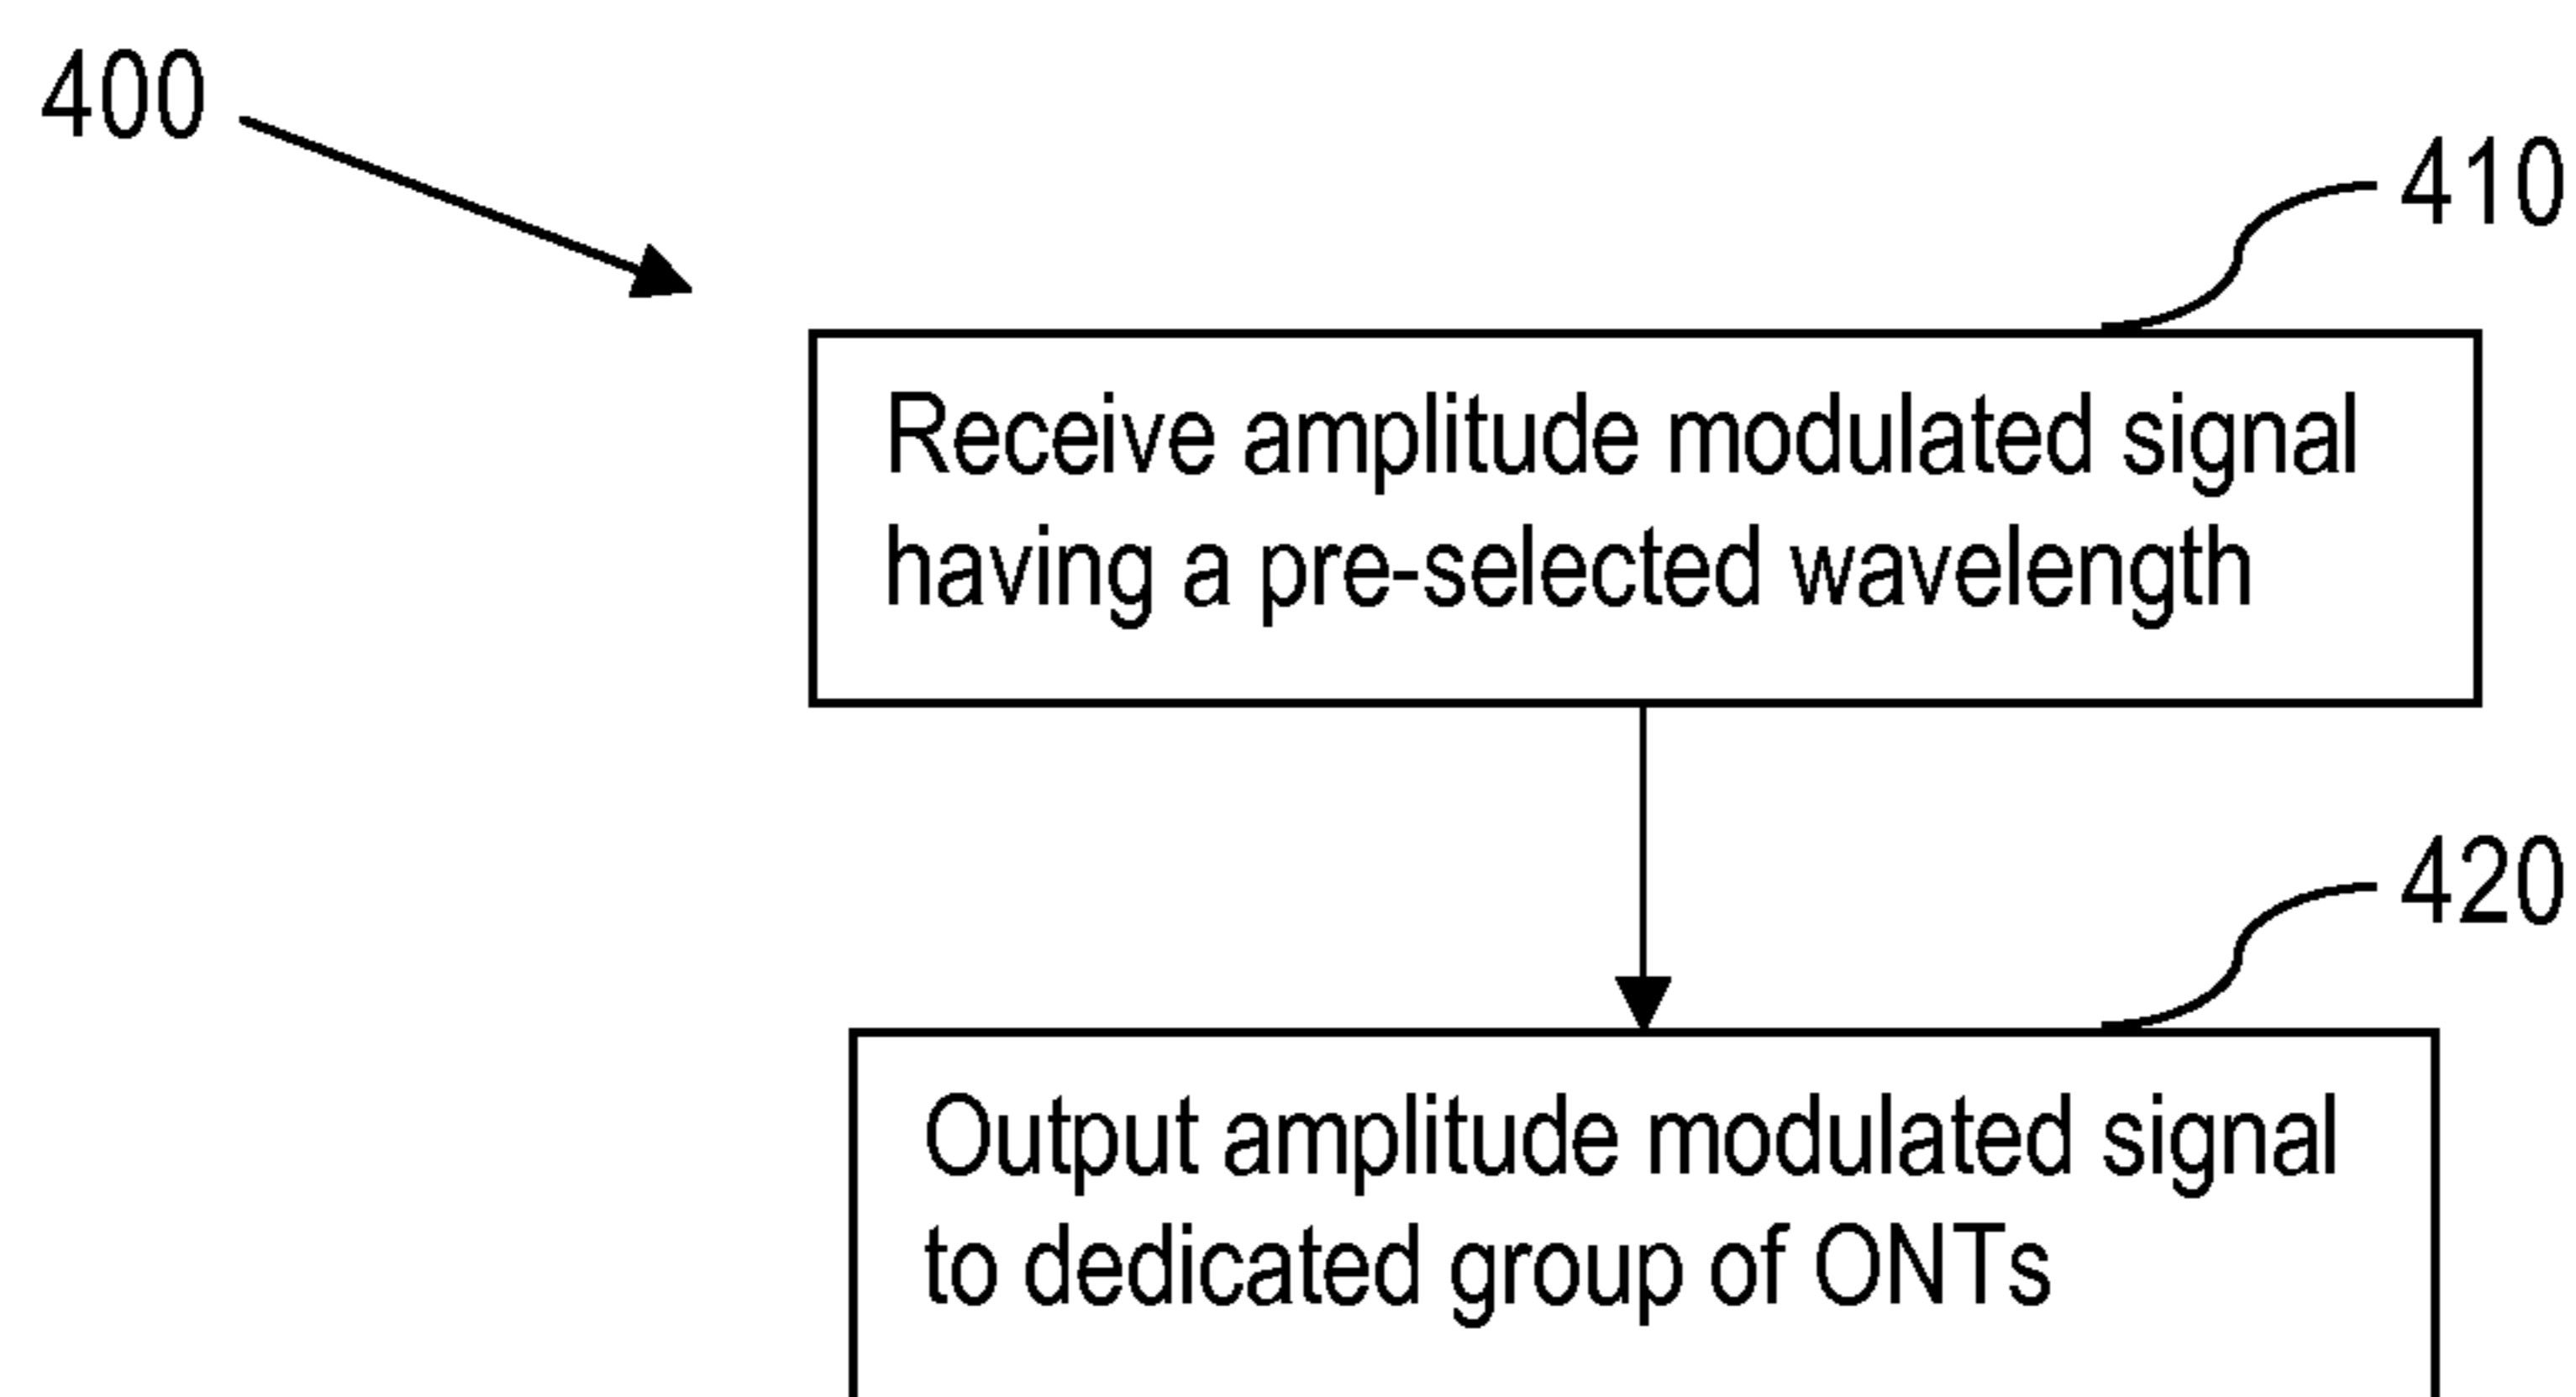 400
410
Receive amplitude modulated signal
having a pre-selected wavelength
420
Output amplitude modulated signal
to dedicated group of ONTs